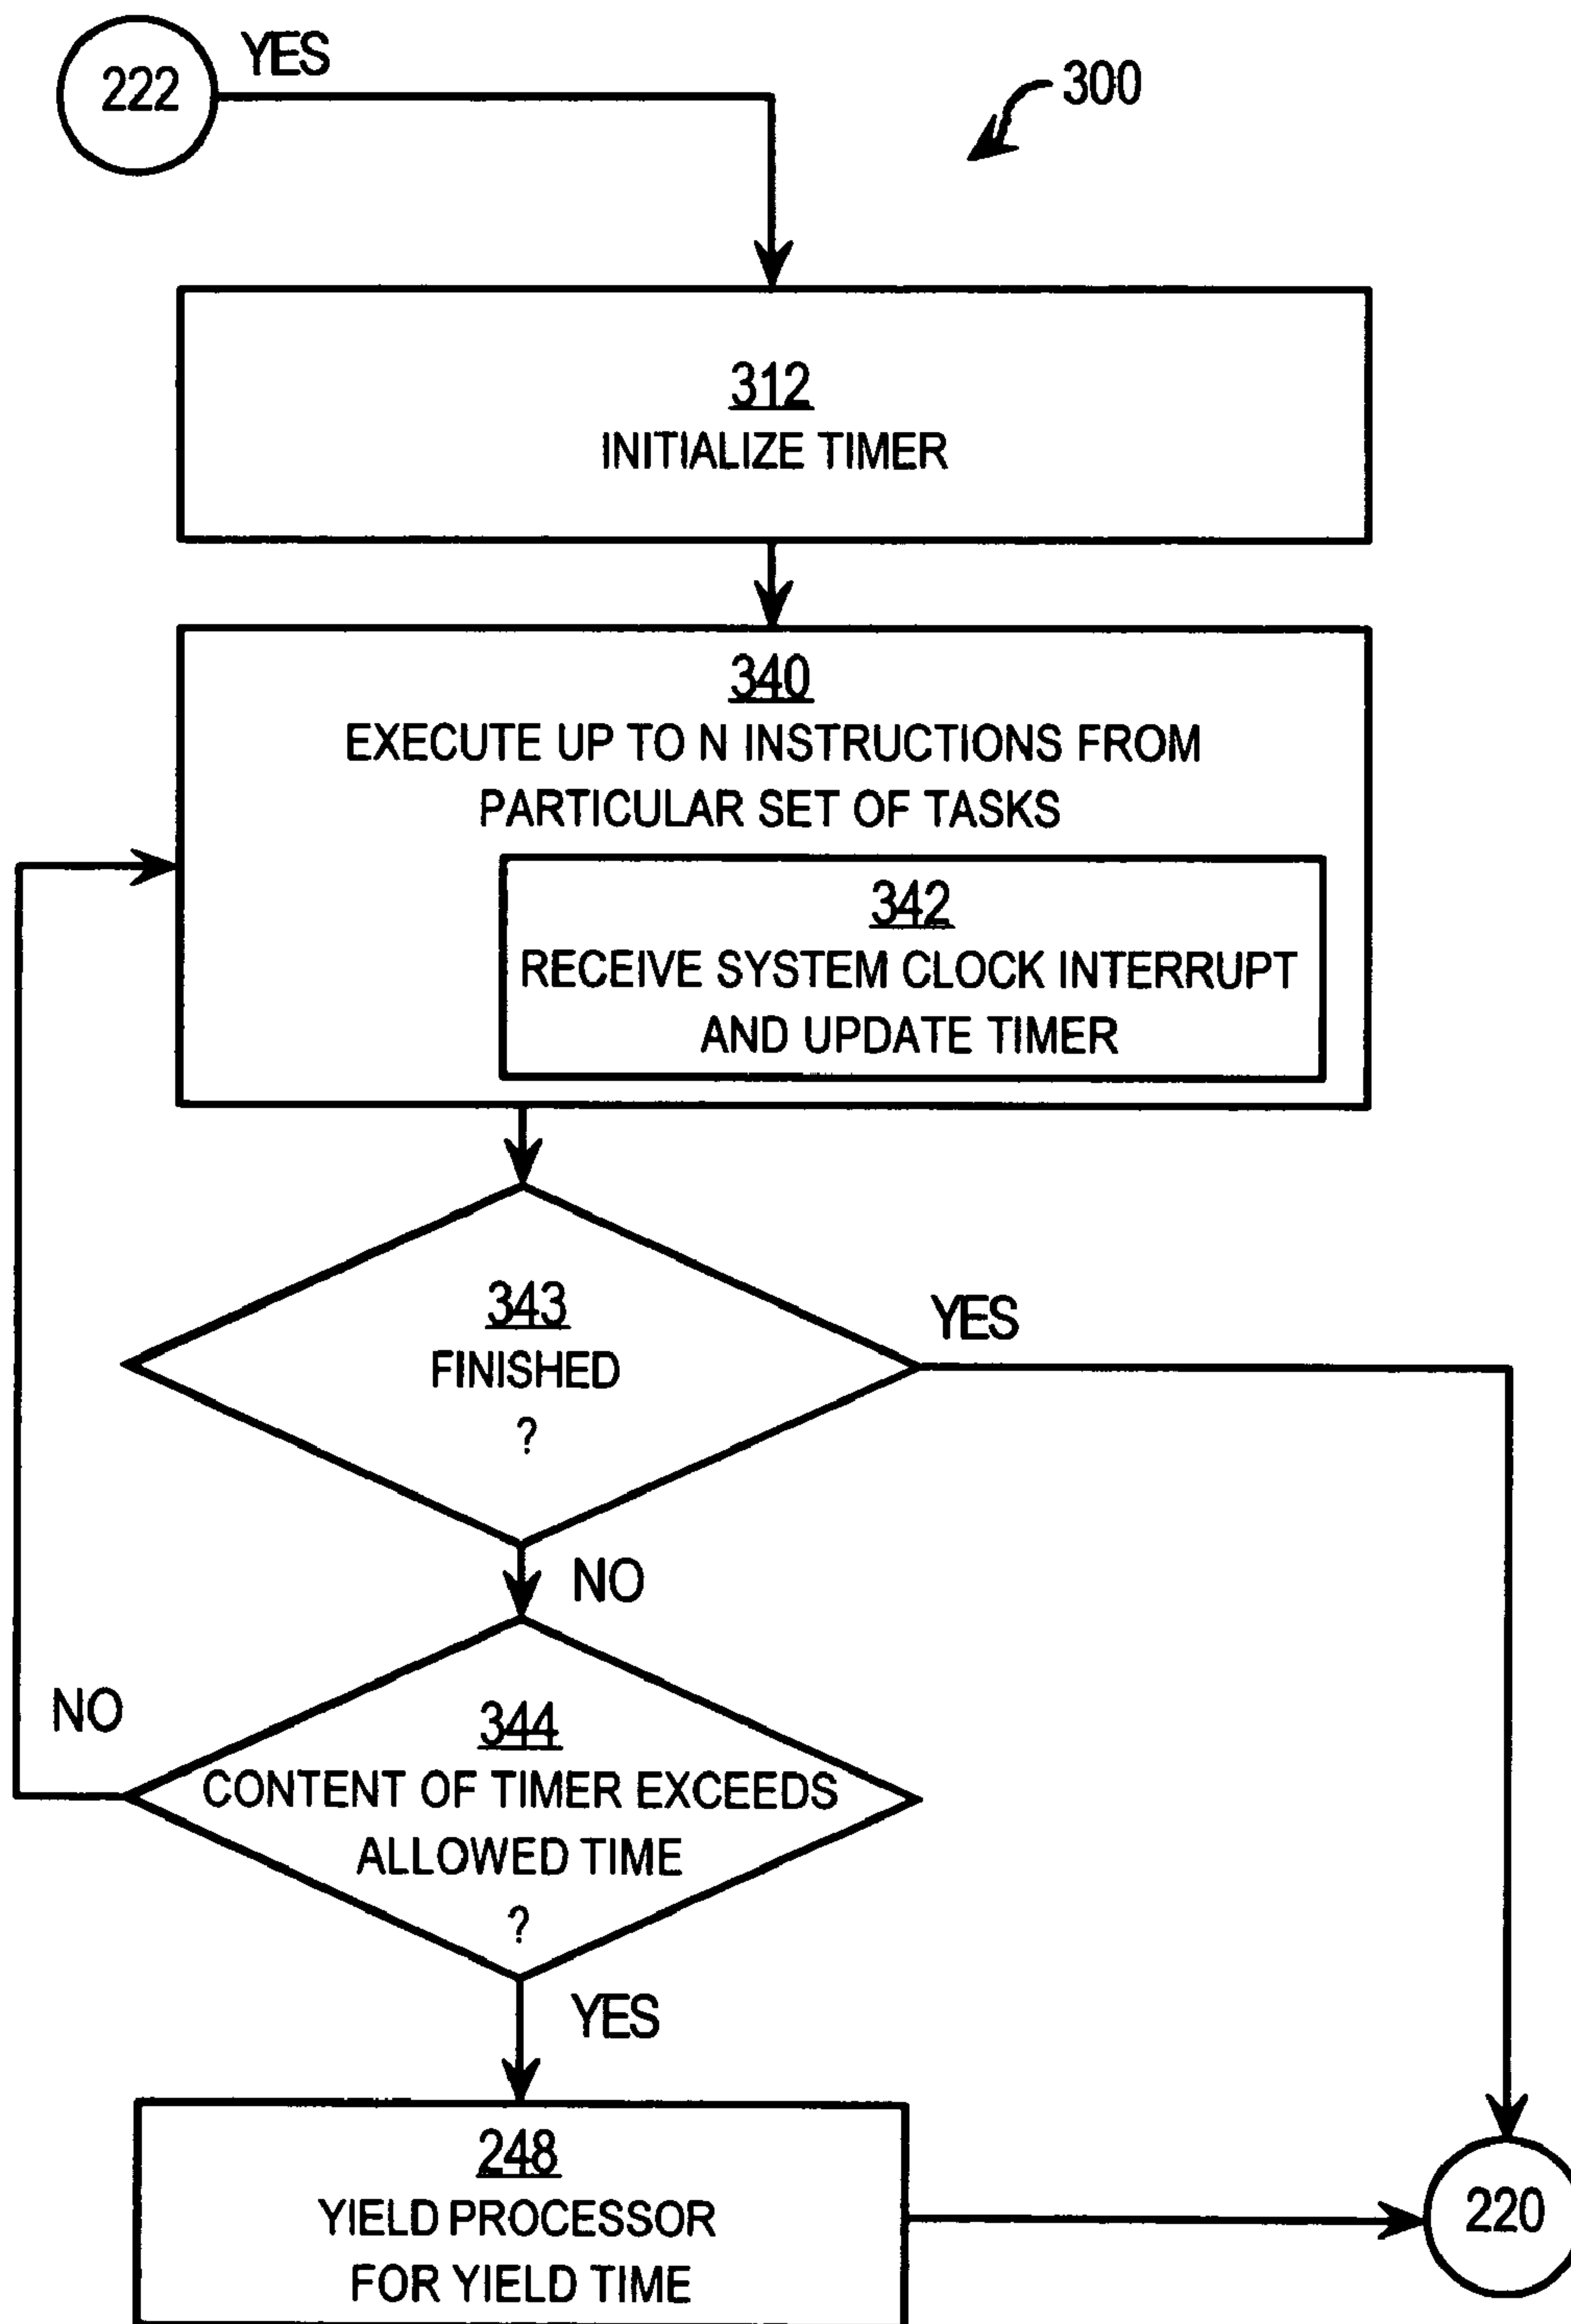 222
YES
300
312
INITIALIZE TIMER
340
EXECUTE UP TO N INSTRUCTIONS FROM
PARTICULAR SET OF TASKS
342
RECEIVE SYSTEM CLOCK INTERRUPT
AND UPDATE TIMER
343
FINISHED
?
YES
NO
344
CONTENT OF TIMER EXCEEDS
ALLOWED TIME
?
NO
YES
248
YIELD PROCESSOR
FOR YIELD TIME
220